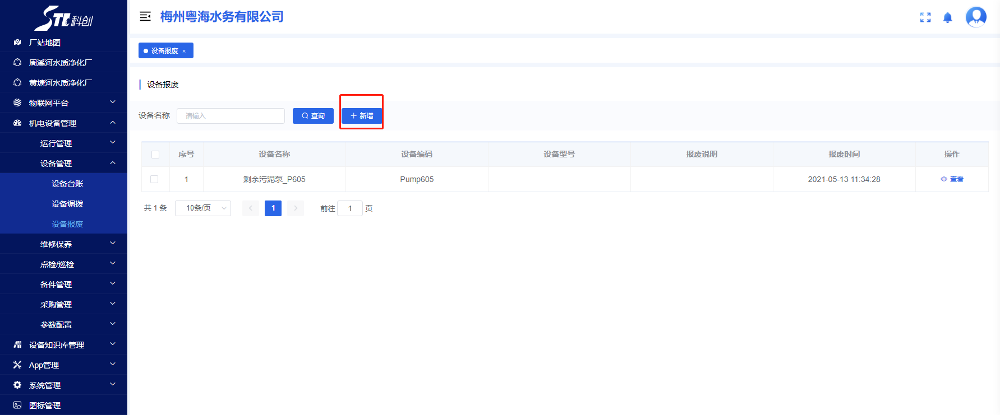 STL科创
梅州粤海水务有限公司
厂站地图
周溪河水质净化厂
黄塘河水质净化厂
物联网平台
机电设备管理
运行管理
设备管理
设备台账
设备调拨
设备报废
维修保养
点检/巡检
备件管理
采购管理
参数配置
设备知识库管理
App管理
系统管理
图标管理
设备报废 ×
设备报废
设备名称 请输入 查询 + 新增
序号 设备名称 设备编码 设备型号 报废说明 报废时间 操作
1 剩余污泥泵_P605 Pump605 2021-05-13 11:34:28 查看
共 1 条 10条/页 < 1 > 前往 1 页